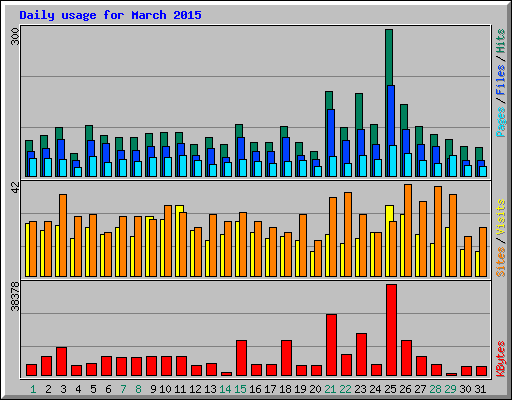 Daily usage for March 2015
300
Pages / Files / Hits
42
Sites / Visits
38378
KBytes
1 2 3 4 5 6 7 8 9 10 11 12 13 14 15 16 17 18 19 20 21 22 23 24 25 26 27 28 29 30 31